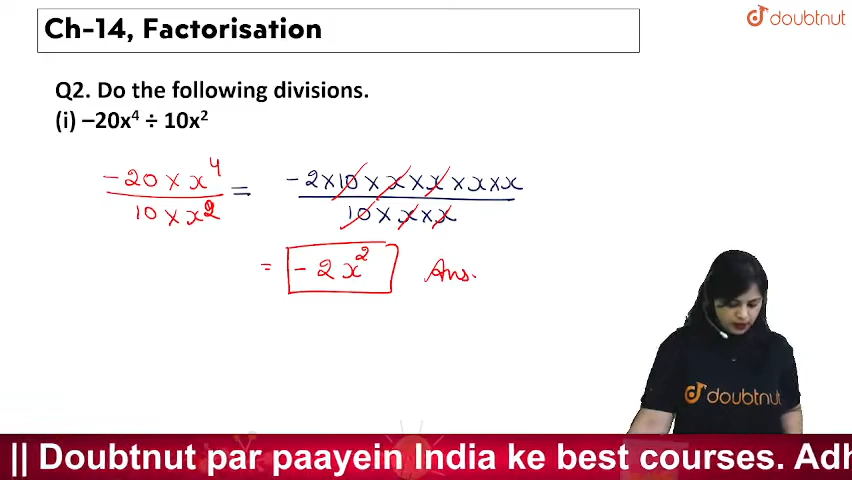 doubtnut
Ch-14, Factorisation
Q2. Do the following divisions.
(i) –20x⁴ ÷ 10x²
-20 × x⁴ / 10 × x² = -2×10×x×x×x×x / 10×x×x
= -2x² Ans.
doubtnut
|| Doubtnut par paayein India ke best courses. Adh